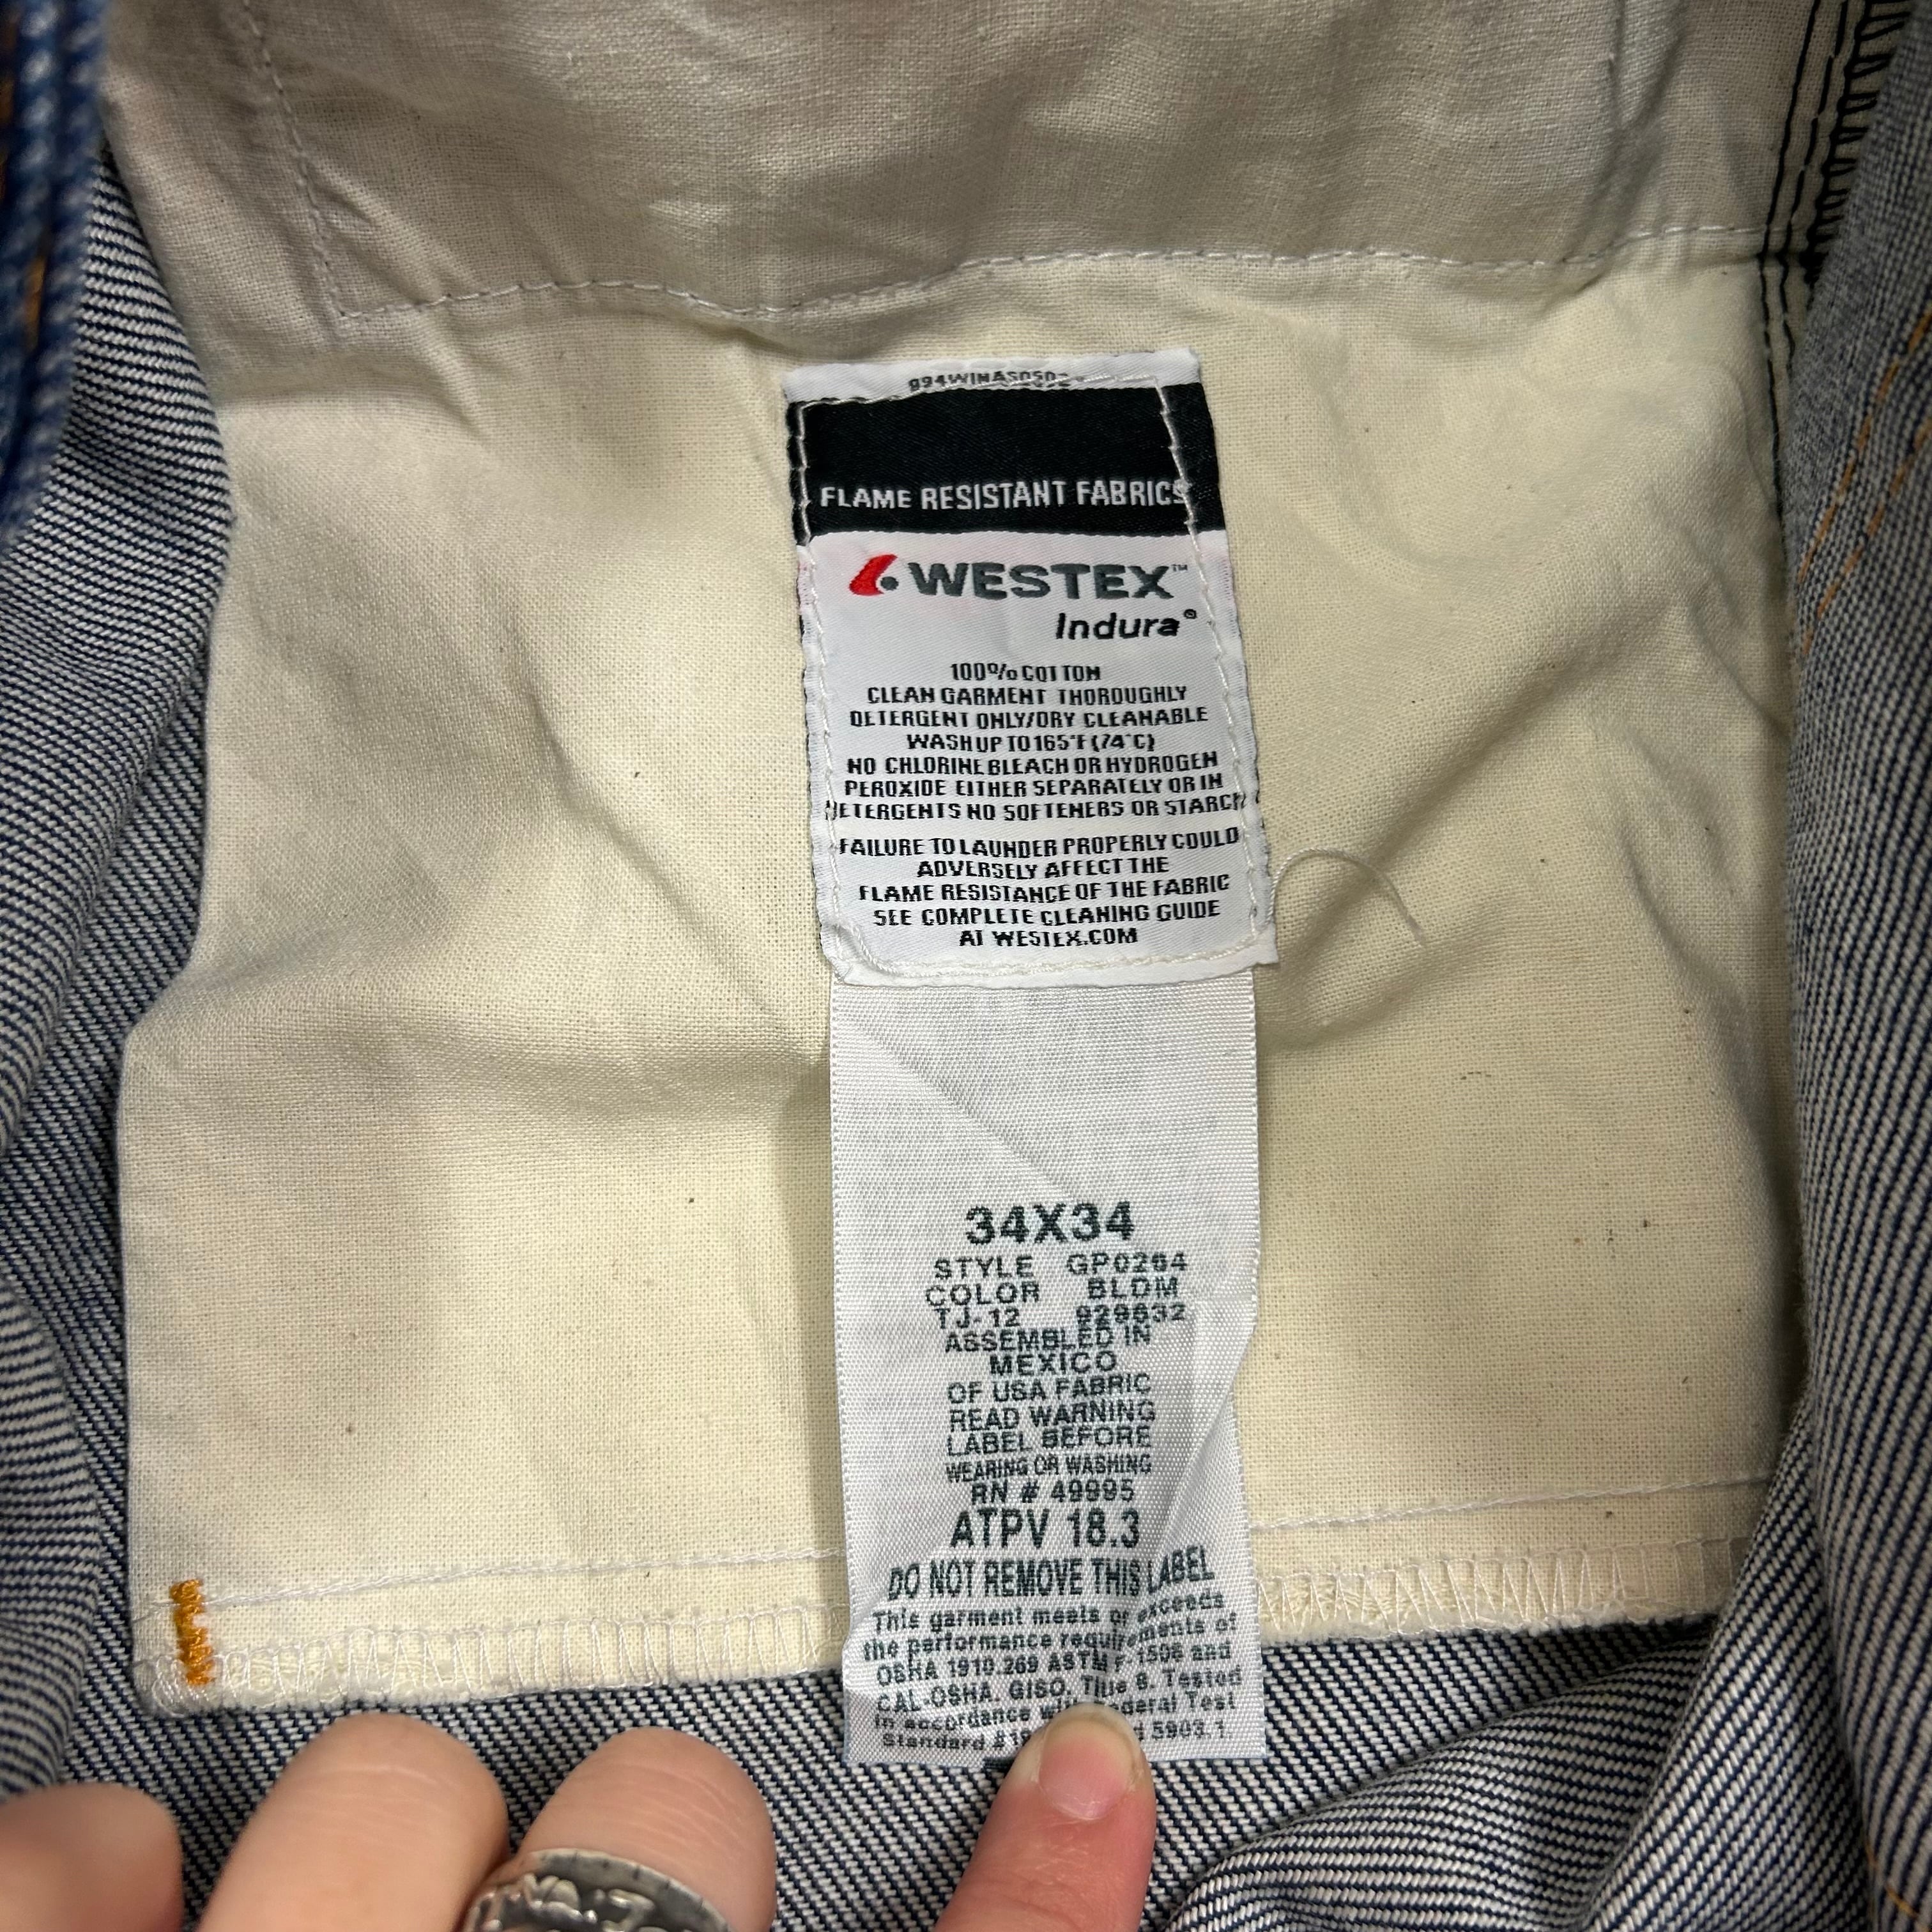 FLAME RESISTANT FABRICS
WESTEX™
Indura®
100% COTTON
CLEAN GARMENT THOROUGHLY
DETERGENT ONLY/DRY CLEANABLE
WASH UP TO 165°F (74°C)
NO CHLORINE BLEACH OR HYDROGEN
PEROXIDE EITHER SEPARATELY OR IN
DETERGENTS NO SOFTENERS OR STARCH
FAILURE TO LAUNDER PROPERLY COULD
ADVERSELY AFFECT THE
FLAME RESISTANCE OF THE FABRIC
SEE COMPLETE CLEANING GUIDE
AT WESTEX.COM
34X34
STYLE GP0264
COLOR BLDM
TJ-12 929832
ASSEMBLED IN
MEXICO
OF USA FABRIC
READ WARNING
LABEL BEFORE
WEARING OR WASHING
RN # 49995
ATPV 18.3
DO NOT REMOVE THIS LABEL
This garment meets or exceeds
the performance requirements of
OSHA 1910.269 ASTM F-1506 and
CAL-OSHA. GISO. Title 8. Tested
in accordance with Federal Test
Standard 5903.1.